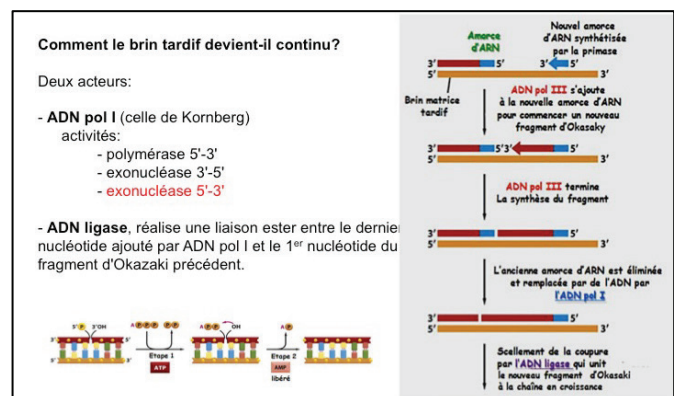 Comment le brin tardif devient-il continu?
Deux acteurs:
- ADN pol I (celle de Kornberg)
activités:
- polymérase 5'-3'
- exonucléase 3'-5'
- exonucléase 5'-3'
- ADN ligase, réalise une liaison ester entre le dernier
nucléotide ajouté par ADN pol I et le 1er nucléotide du
fragment d'Okazaki précédent.
5' P 3'OH
A P P P
P P
A P P OH
A P
3'
5'
5'
3'
Etape 1
ATP
Etape 2
AMP
libéré
Amorce
d'ARN
Nouvel amorce
d'ARN synthétisée
par la primase
3' 5' 3' 5'
3'
Brin matrice
tardif
ADN pol III s'ajoute
à la nouvelle amorce d'ARN
pour commencer un nouveau
fragment d'Okasaky
3' 5'3' 5'
3'
ADN pol III termine
La synthèse du fragment
3' 5'
3'
L'ancienne amorce d'ARN est éliminée
et remplacée par de l'ADN par
l'ADN pol I
3' 5'
3'
Scellement de la coupure
par l'ADN ligase qui unit
le nouveau fragment d'Okasaki
à la chaîne en croissance